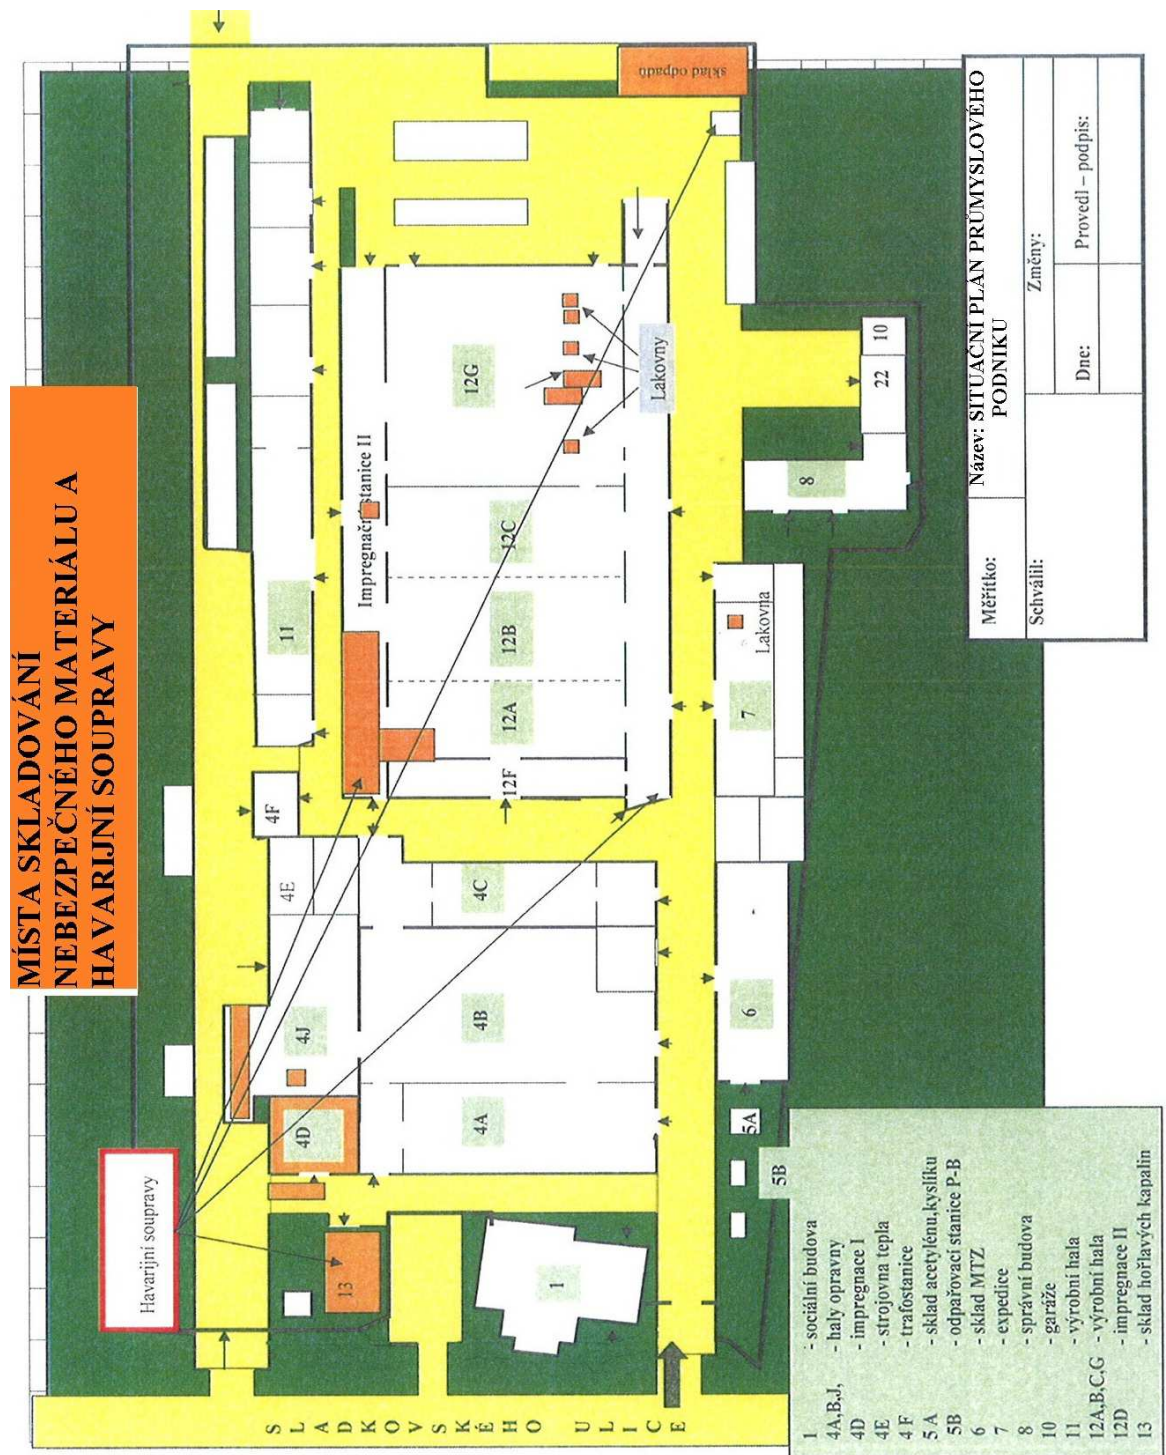 MÍSTA SKLADOVÁNÍ
NEBEZPEČNÉHO MATERIÁLU A
HAVARIJNÍ SOUPRAVY
Havarijní soupravy
sklad odpadů
11
4F
4E
4J
4D
13
Impregnační stanice II
12G
12C
12B
12A
12F
4C
4B
4A
1
Lakovny
Lakovna
7
6
5A
5B
8
22
10
SLADKOVSKÉHO ULICE
Měřítko:
Název: SITUAČNÍ PLÁN PRŮMYSLOVÉHO
PODNIKU
Schválil:
Změny:
Dne:
Provedl – podpis:
1 - sociální budova
4A,B,J, - haly opravny
4D - impregnace I
4E - strojovna tepla
4 F - trafostanice
5 A - sklad acetylénu,kyslíku
5B - odpařovací stanice P-B
6 - sklad MTZ
7 - expedice
8 - správní budova
10 - garáže
11 - výrobní hala
12A,B,C,G - výrobní hala
12D - impregnace II
13 - sklad hořlavých kapalin